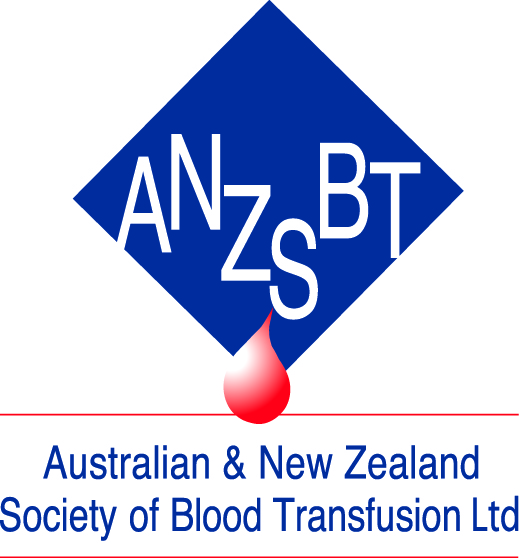 ANZSBT
Australian & New Zealand
Society of Blood Transfusion Ltd